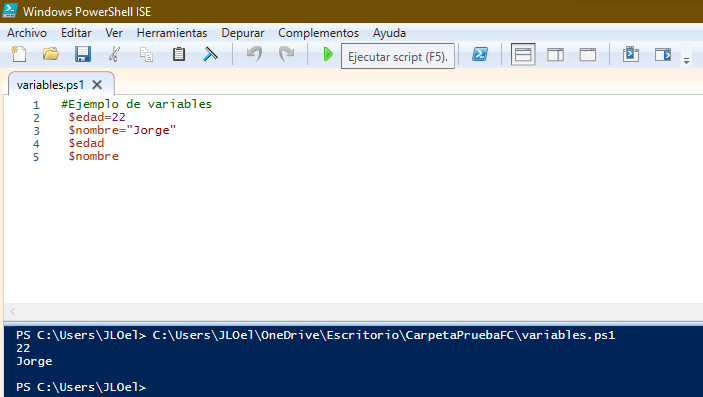 Windows PowerShell ISE
Archivo Editar Ver Herramientas Depurar Complementos Ayuda
Ejecutar script (F5).
variables.ps1 X
1 #Ejemplo de variables
2 $edad=22
3 $nombre="Jorge"
4 $edad
5 $nombre
PS C:\Users\JLOel> C:\Users\JLOel\OneDrive\Escritorio\CarpetaPruebaFC\variables.ps1
22
Jorge
PS C:\Users\JLOel>